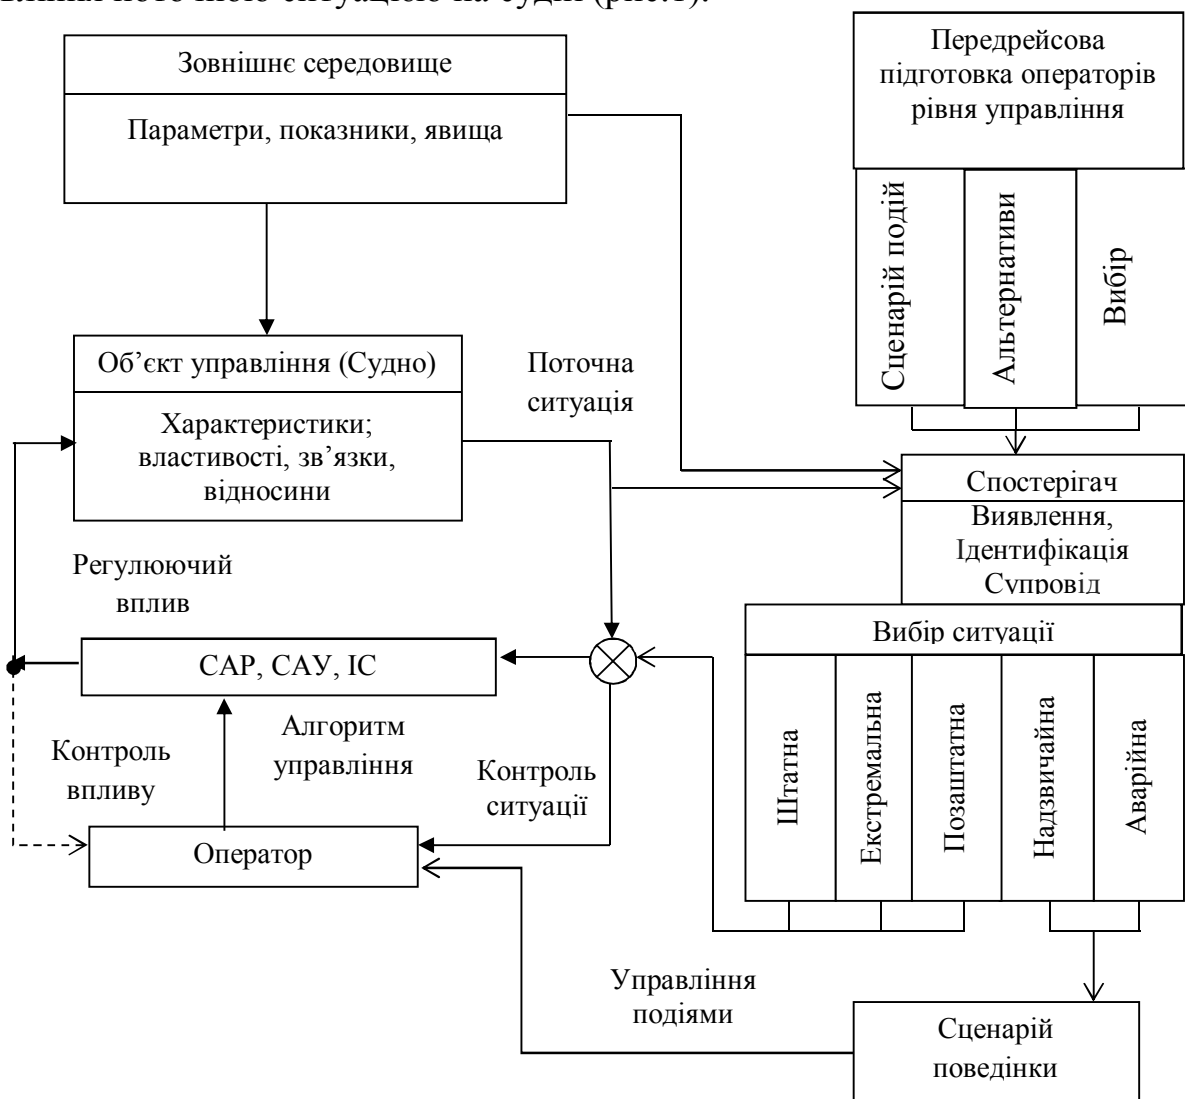 Зовнішнє середовище
Параметри, показники, явища
Передрейсова
підготовка операторів
рівня управління
Сценарій подій
Альтернативи
Вибір
Об’єкт управління (Судно)
Характеристики;
властивості, зв’язки,
відносини
Поточна
ситуація
Спостерігач
Виявлення,
Ідентифікація
Супровід
Регулюючий
вплив
Вибір ситуації
Штатна
Екстремальна
Позаштатна
Надзвичайна
Аварійна
САР, САУ, ІС
Алгоритм
управління
Контроль
впливу
Контроль
ситуації
Оператор
Управління
подіями
Сценарій
поведінки